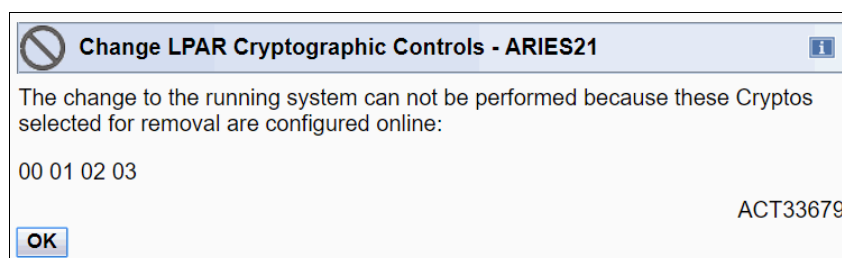 Change LPAR Cryptographic Controls - ARIES21
The change to the running system can not be performed because these Cryptos
selected for removal are configured online:
00 01 02 03
ACT33679
OK